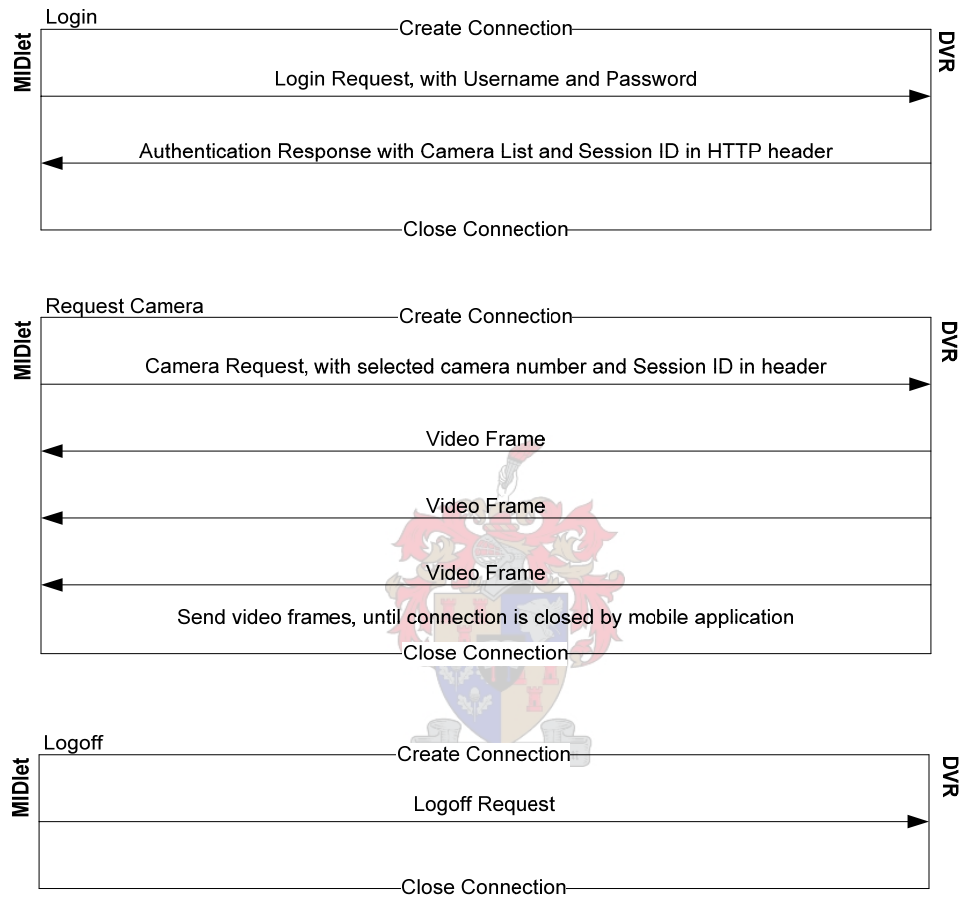 Login
Create Connection
MIDlet
DVR
Login Request, with Username and Password
Authentication Response with Camera List and Session ID in HTTP header
Close Connection
Request Camera
Create Connection
MIDlet
DVR
Camera Request, with selected camera number and Session ID in header
Video Frame
Video Frame
Video Frame
Send video frames, until connection is closed by mobile application
Close Connection
Logoff
Create Connection
MIDlet
DVR
Logoff Request
Close Connection